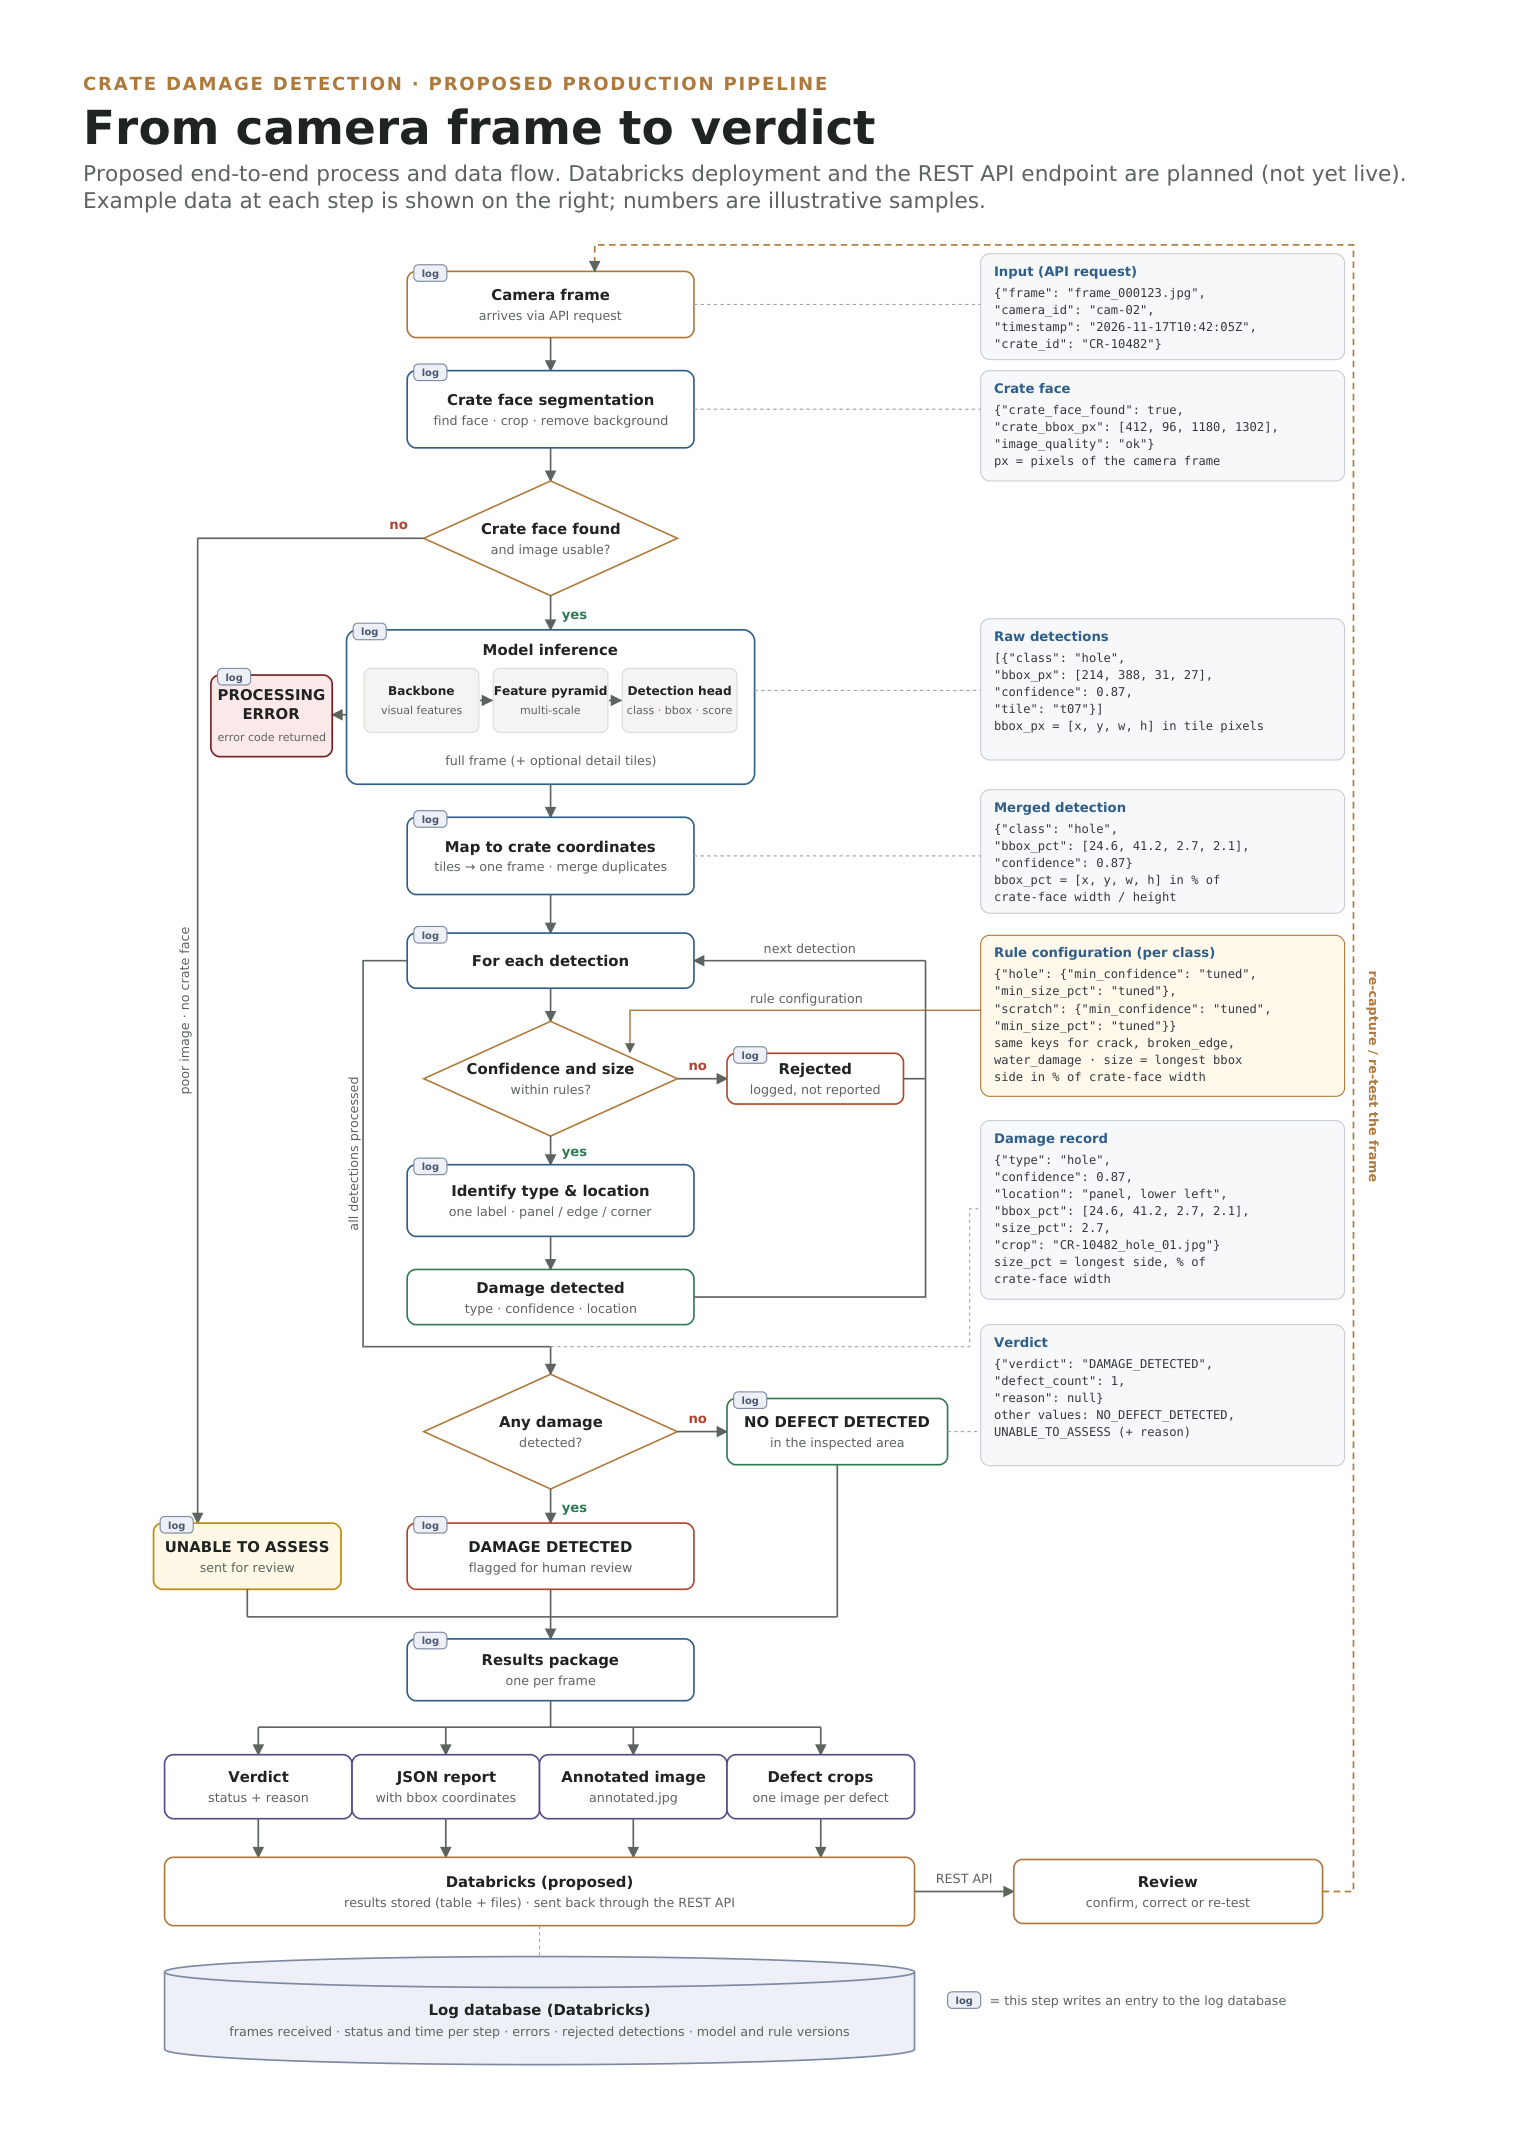 CRATE DAMAGE DETECTION · PROPOSED PRODUCTION PIPELINE
From camera frame to verdict
Proposed end-to-end process and data flow. Databricks deployment and the REST API endpoint are planned (not yet live).
Example data at each step is shown on the right; numbers are illustrative samples.
log
Camera frame
arrives via API request
Input (API request)
{"frame": "frame_000123.jpg",
"camera_id": "cam-02",
"timestamp": "2026-11-17T10:42:05Z",
"crate_id": "CR-10482"}
log
Crate face segmentation
find face · crop · remove background
Crate face
{"crate_face_found": true,
"crate_bbox_px": [412, 96, 1180, 1302],
"image_quality": "ok"}
px = pixels of the camera frame
Crate face found
and image usable?
no
yes
log
Model inference
Backbone
visual features
Feature pyramid
multi-scale
Detection head
class · bbox · score
full frame (+ optional detail tiles)
log
PROCESSING
ERROR
error code returned
Raw detections
[{"class": "hole",
"bbox_px": [214, 388, 31, 27],
"confidence": 0.87,
"tile": "t07"}]
bbox_px = [x, y, w, h] in tile pixels
log
Map to crate coordinates
tiles → one frame · merge duplicates
Merged detection
{"class": "hole",
"bbox_pct": [24.6, 41.2, 2.7, 2.1],
"confidence": 0.87}
bbox_pct = [x, y, w, h] in % of
crate-face width / height
poor image · no crate face
log
For each detection
next detection
rule configuration
Rule configuration (per class)
{"hole": {"min_confidence": "tuned",
"min_size_pct": "tuned"},
"scratch": {"min_confidence": "tuned",
"min_size_pct": "tuned"}}
same keys for crack, broken_edge,
water_damage · size = longest bbox
side in % of crate-face width
re-capture / re-test the frame
Confidence and size
within rules?
no
log
Rejected
logged, not reported
yes
all detections processed
log
Identify type & location
one label · panel / edge / corner
Damage record
{"type": "hole",
"confidence": 0.87,
"location": "panel, lower left",
"bbox_pct": [24.6, 41.2, 2.7, 2.1],
"size_pct": 2.7,
"crop": "CR-10482_hole_01.jpg"}
size_pct = longest side, % of
crate-face width
Damage detected
type · confidence · location
Verdict
{"verdict": "DAMAGE_DETECTED",
"defect_count": 1,
"reason": null}
other values: NO_DEFECT_DETECTED,
UNABLE_TO_ASSESS (+ reason)
Any damage
detected?
no
log
NO DEFECT DETECTED
in the inspected area
yes
log
UNABLE TO ASSESS
sent for review
log
DAMAGE DETECTED
flagged for human review
log
Results package
one per frame
Verdict
status + reason
JSON report
with bbox coordinates
Annotated image
annotated.jpg
Defect crops
one image per defect
Databricks (proposed)
results stored (table + files) · sent back through the REST API
REST API
Review
confirm, correct or re-test
Log database (Databricks)
frames received · status and time per step · errors · rejected detections · model and rule versions
log = this step writes an entry to the log database